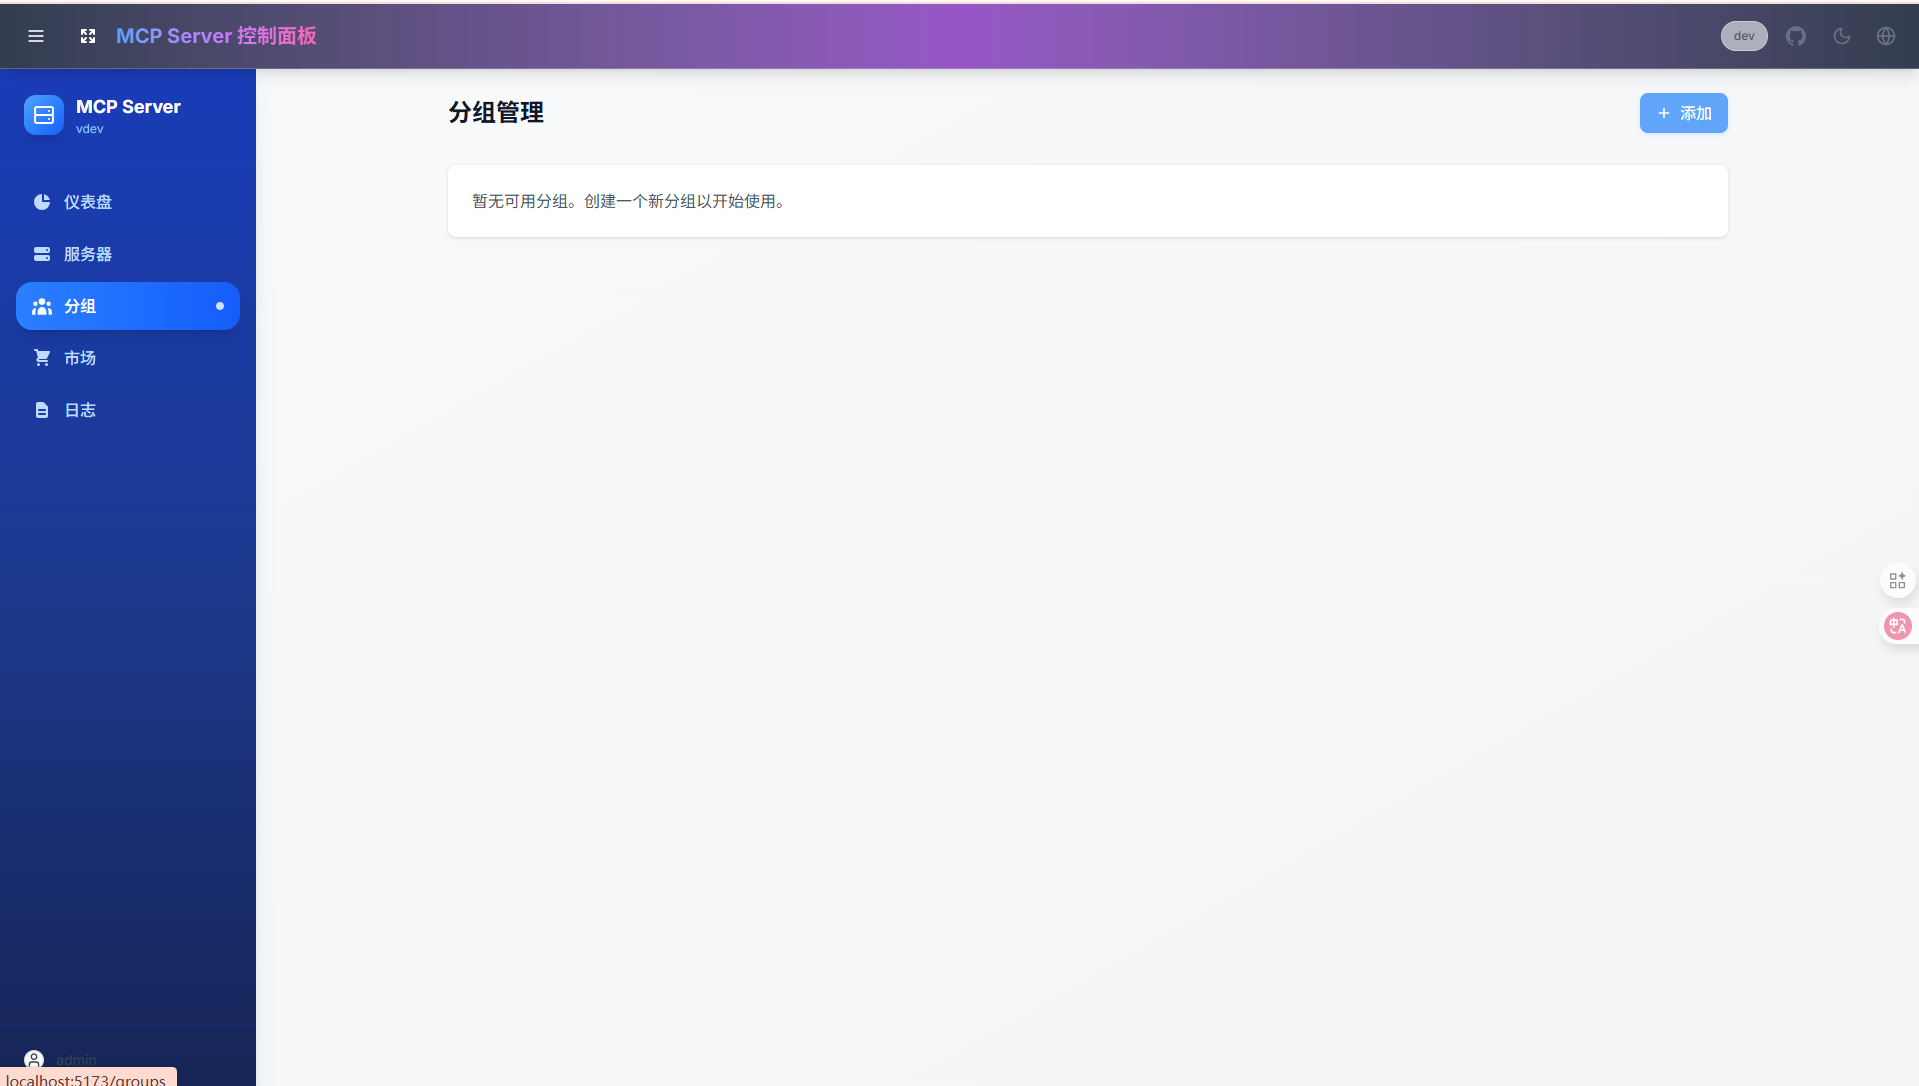 MCP Server 控制面板
dev
MCP Server
vdev
仪表盘
服务器
分组
市场
日志
admin
localhost:5173/groups
分组管理
添加
暂无可用分组。创建一个新分组以开始使用。
中A